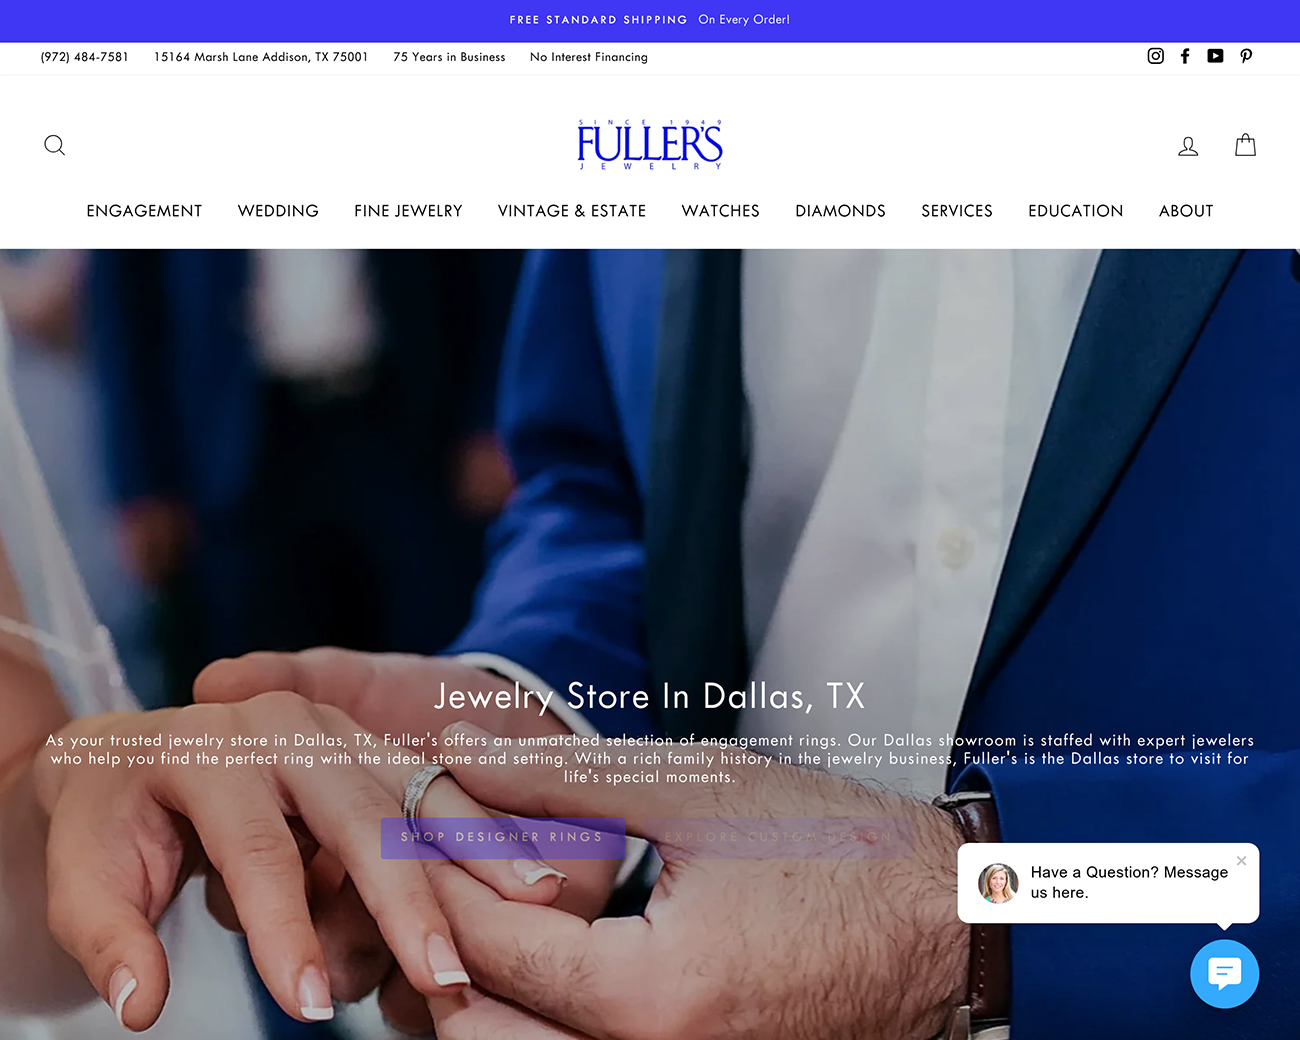 FREE STANDARD SHIPPING On Every Order!
(972) 484-7581 15164 Marsh Lane Addison, TX 75001 75 Years in Business No Interest Financing
SINCE 1949
FULLER'S
JEWELRY
ENGAGEMENT WEDDING FINE JEWELRY VINTAGE & ESTATE WATCHES DIAMONDS SERVICES EDUCATION ABOUT
Jewelry Store In Dallas, TX
As your trusted jewelry store in Dallas, TX, Fuller's offers an unmatched selection of engagement rings. Our Dallas showroom is staffed with expert jewelers
who help you find the perfect ring with the ideal stone and setting. With a rich family history in the jewelry business, Fuller's is the Dallas store to visit for
life's special moments.
SHOP DESIGNER RINGS EXPLORE CUSTOM DESIGN
Have a Question? Message
us here.